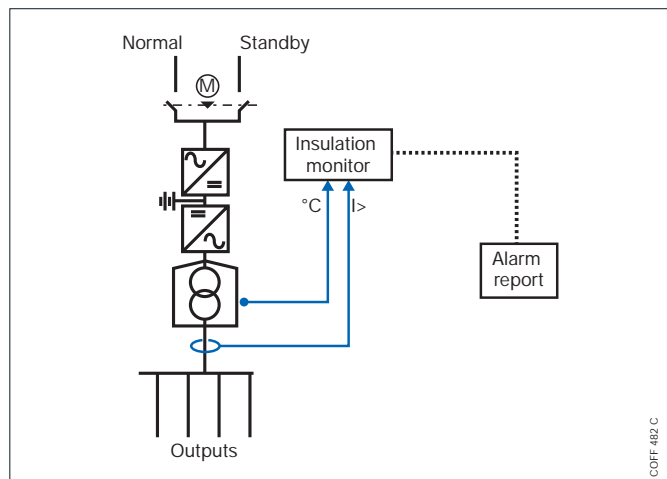 Normal
Standby
M
Insulation
monitor
°C
I>
Alarm
report
Outputs
COFF 482 C